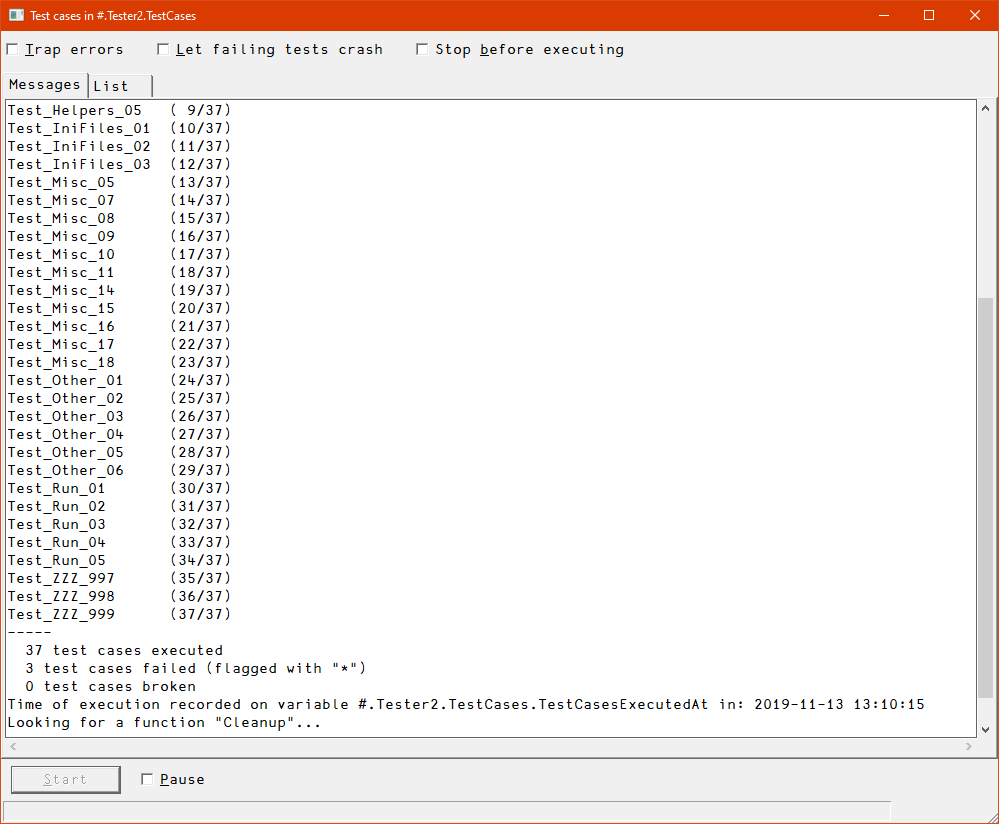 Test cases in #.Tester2.TestCases
Trap errors Let failing tests crash Stop before executing
Messages List
Test_Helpers_05 ( 9/37)
Test_IniFiles_01 (10/37)
Test_IniFiles_02 (11/37)
Test_IniFiles_03 (12/37)
Test_Misc_05 (13/37)
Test_Misc_07 (14/37)
Test_Misc_08 (15/37)
Test_Misc_09 (16/37)
Test_Misc_10 (17/37)
Test_Misc_11 (18/37)
Test_Misc_14 (19/37)
Test_Misc_15 (20/37)
Test_Misc_16 (21/37)
Test_Misc_17 (22/37)
Test_Misc_18 (23/37)
Test_Other_01 (24/37)
Test_Other_02 (25/37)
Test_Other_03 (26/37)
Test_Other_04 (27/37)
Test_Other_05 (28/37)
Test_Other_06 (29/37)
Test_Run_01 (30/37)
Test_Run_02 (31/37)
Test_Run_03 (32/37)
Test_Run_04 (33/37)
Test_Run_05 (34/37)
Test_ZZZ_997 (35/37)
Test_ZZZ_998 (36/37)
Test_ZZZ_999 (37/37)
-----
37 test cases executed
3 test cases failed (flagged with "*")
0 test cases broken
Time of execution recorded on variable #.Tester2.TestCases.TestCasesExecutedAt in: 2019-11-13 13:10:15
Looking for a function "Cleanup"...
Start Pause